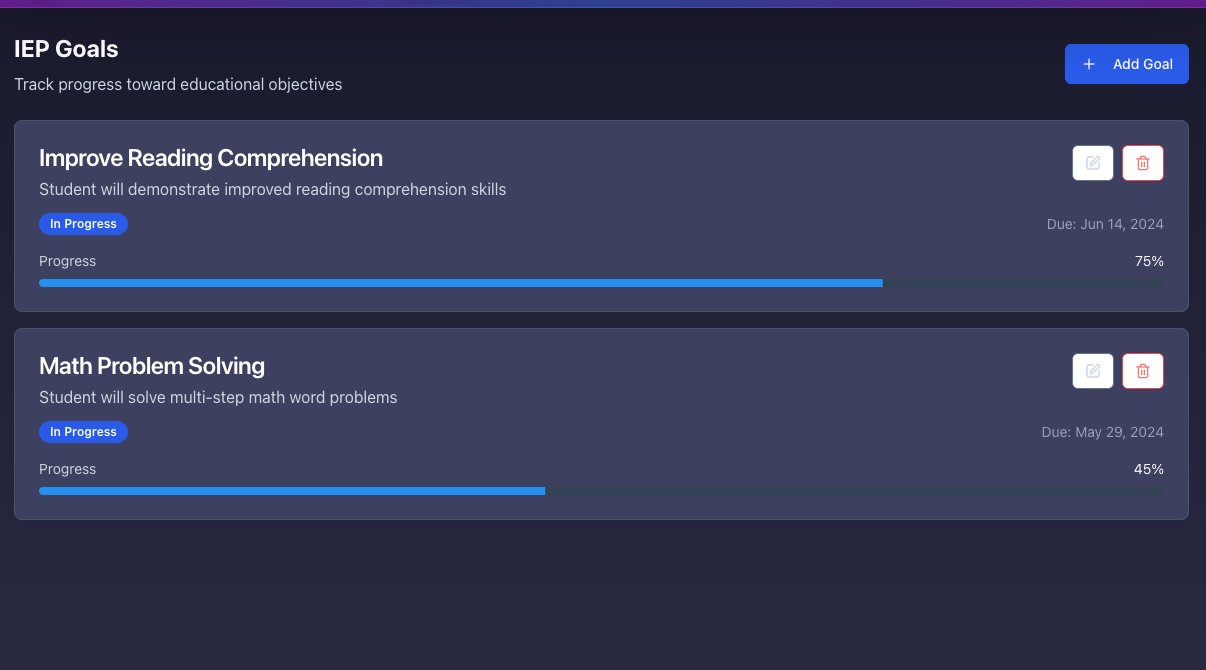 IEP Goals
Track progress toward educational objectives
Add Goal
Improve Reading Comprehension
Student will demonstrate improved reading comprehension skills
In Progress
Due: Jun 14, 2024
Progress
75%
Math Problem Solving
Student will solve multi-step math word problems
In Progress
Due: May 29, 2024
Progress
45%